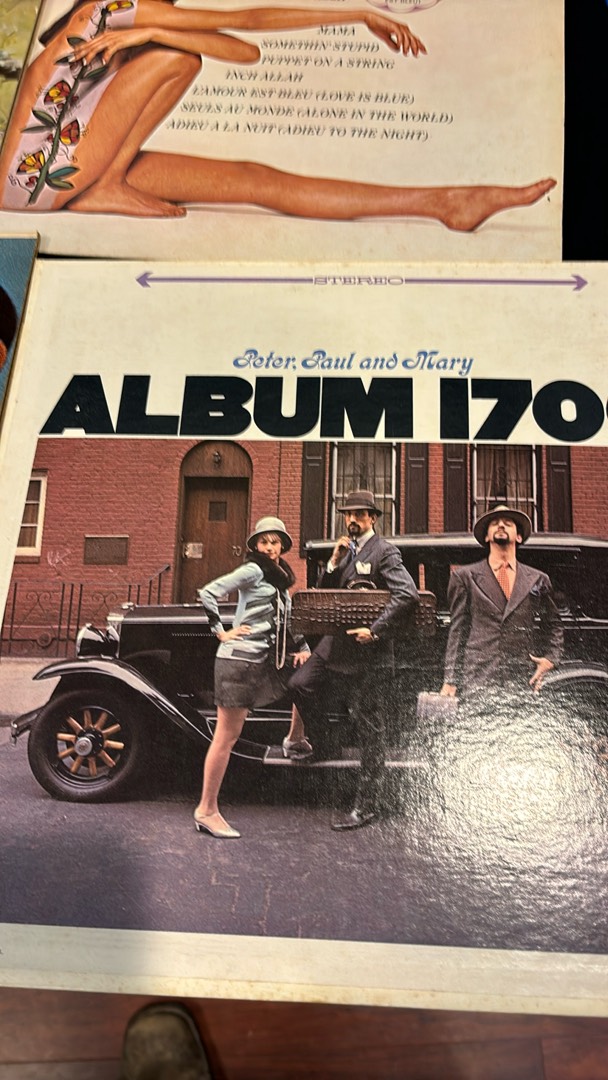 MAMA
SOMETHIN' STUPID
PUPPET ON A STRING
INCH ALLAH
L'AMOUR EST BLEU (LOVE IS BLUE)
SEULS AU MONDE (ALONE IN THE WORLD)
ADIEU A LA NUIT (ADIEU TO THE NIGHT)
STEREO
Peter, Paul and Mary
ALBUM 170
70